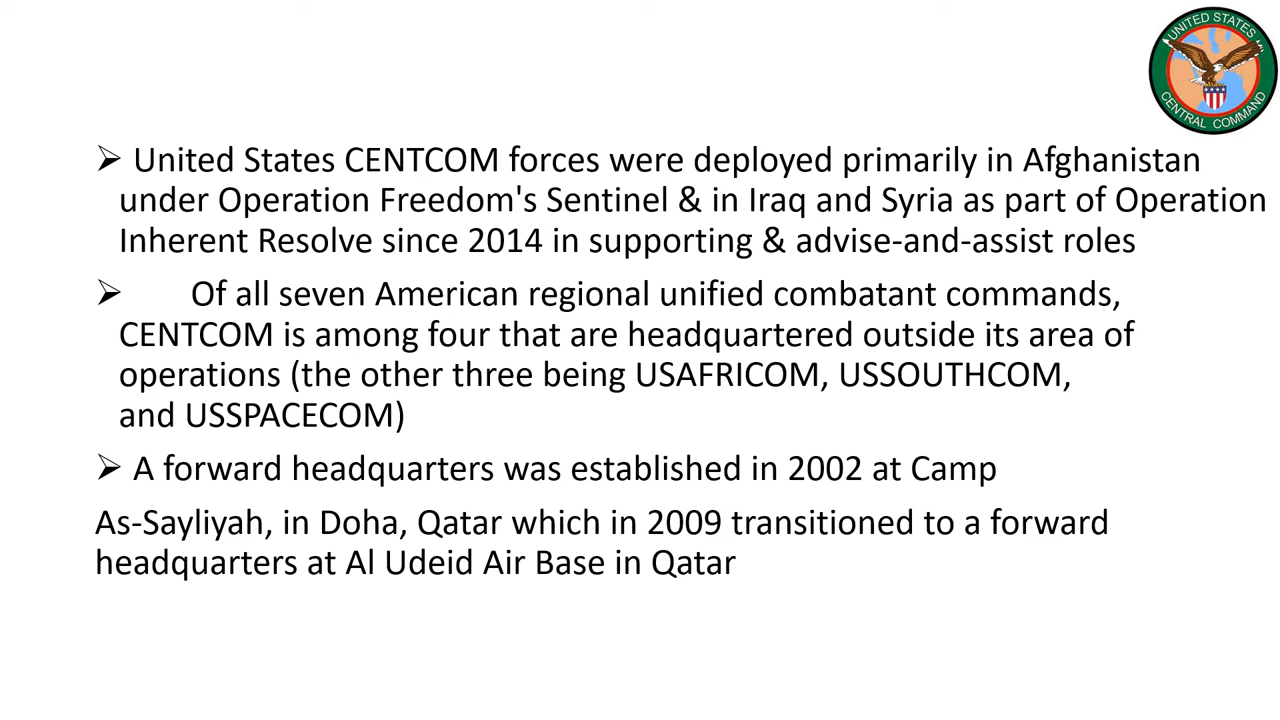 UNITED STATES
CENTRAL COMMAND
➢ United States CENTCOM forces were deployed primarily in Afghanistan
under Operation Freedom's Sentinel & in Iraq and Syria as part of Operation
Inherent Resolve since 2014 in supporting & advise-and-assist roles
➢ Of all seven American regional unified combatant commands,
CENTCOM is among four that are headquartered outside its area of
operations (the other three being USAFRICOM, USSOUTHCOM,
and USSPACECOM)
➢ A forward headquarters was established in 2002 at Camp
As-Sayliyah, in Doha, Qatar which in 2009 transitioned to a forward
headquarters at Al Udeid Air Base in Qatar